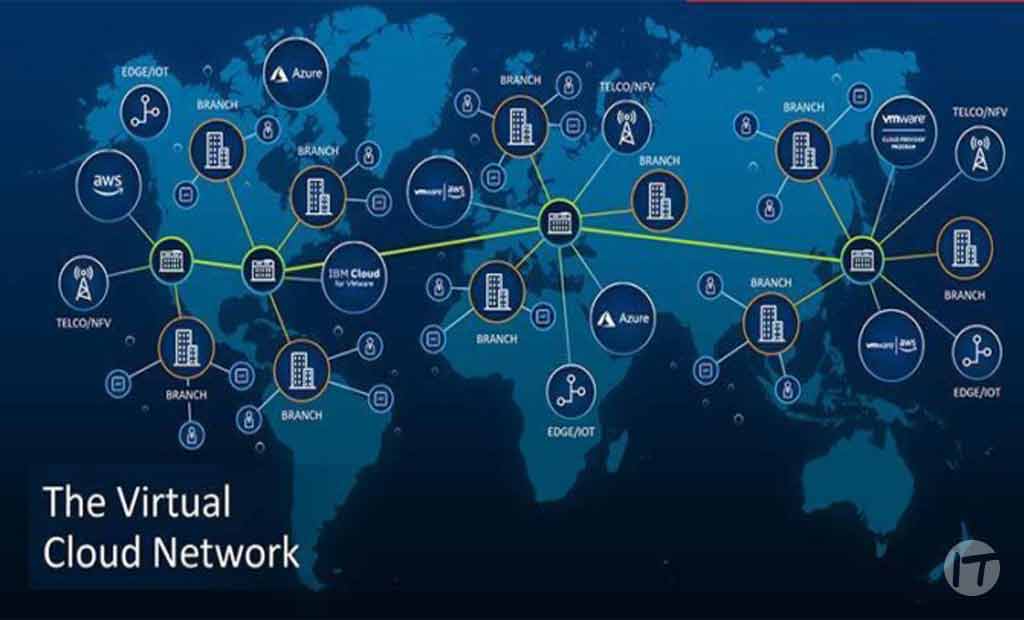 EDGE/IOT
Azure
BRANCH
BRANCH
aws
IBM Cloud
for VMware
TELCO/NFV
BRANCH
BRANCH
BRANCH
TELCO/NFV
BRANCH
vmware | aws
BRANCH
Azure
EDGE/IOT
BRANCH
vmware
CLOUD PROVIDER
PROGRAM
TELCO/NFV
BRANCH
BRANCH
vmware | aws
EDGE/IOT
The Virtual
Cloud Network
IT